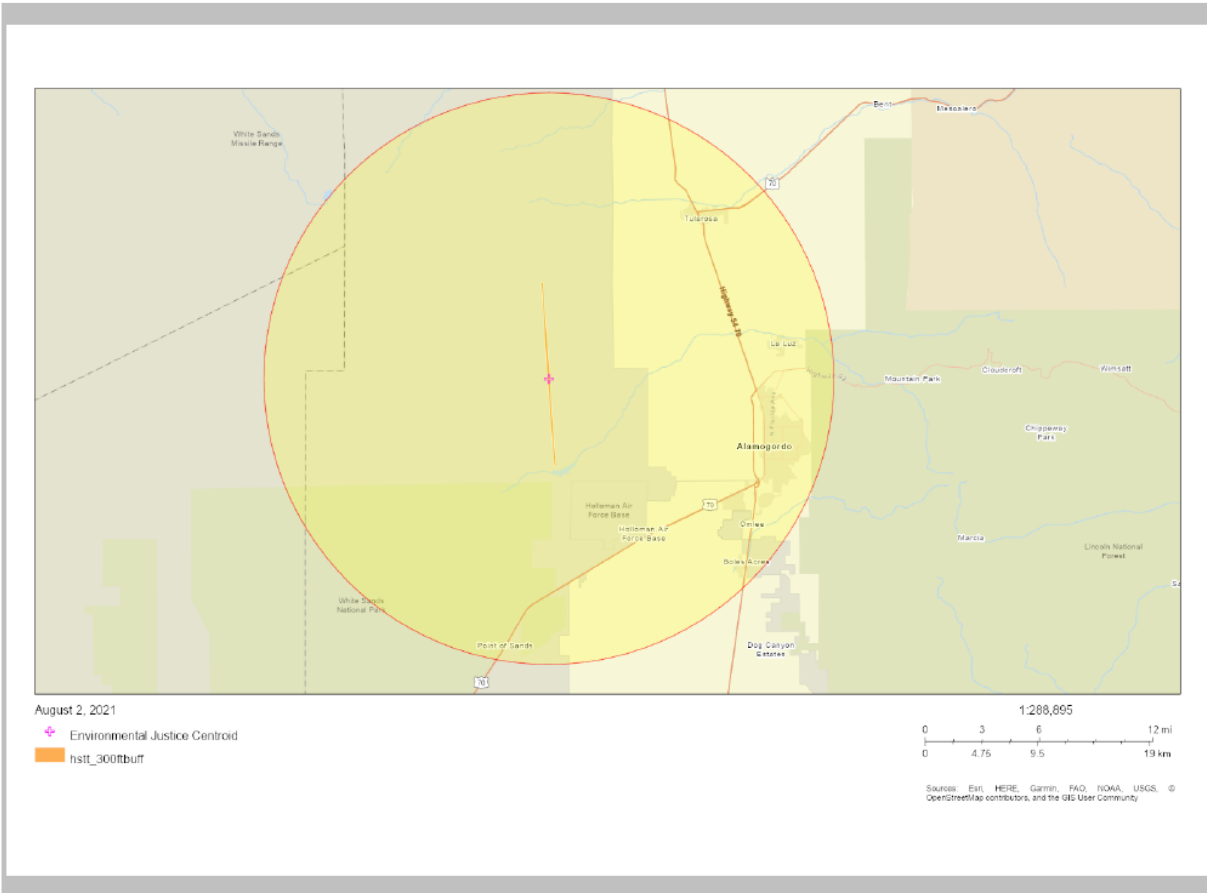 White Sands
Missile Range
Bent
Mescalero
70
Tularosa
Highway 54 70
La Luz
Mountain Park
Cloudcroft
Wimsatt
Chippeway
Park
Alamogordo
Holloman Air
Force Base
70
Holloman Air
Force Base
Omlee
Boles Acres
Marcia
Lincoln National
Forest
White Sands
National Park
Point of Sands
Dog Canyon
Estates
70
August 2, 2021
Environmental Justice Centroid
hstt_300ftbuff
1:288,895
0 3 6 12 mi
0 4.75 9.5 19 km
Sources: Esri, HERE, Garmin, FAO, NOAA, USGS, ©
OpenStreetMap contributors, and the GIS User Community